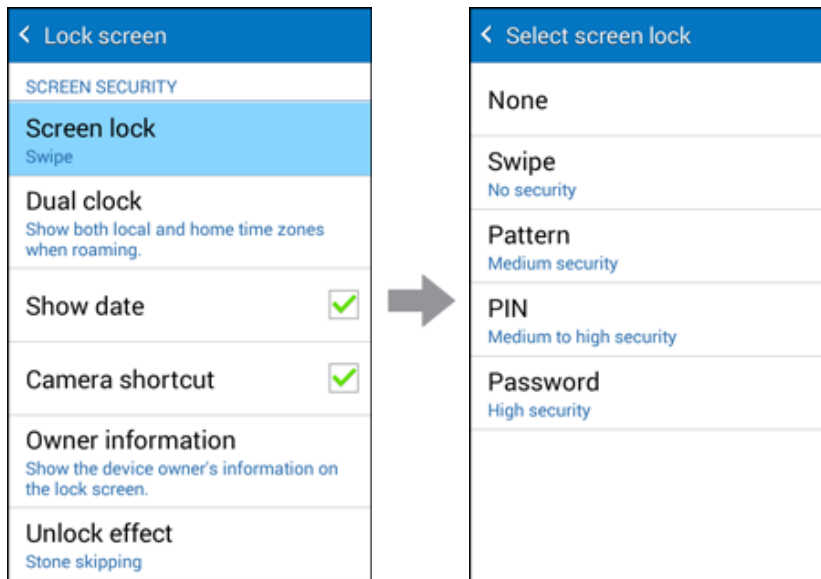 Lock screen
SCREEN SECURITY
Screen lock
Swipe
Dual clock
Show both local and home time zones
when roaming.
Show date
Camera shortcut
Owner information
Show the device owner's information on
the lock screen.
Unlock effect
Stone skipping
Select screen lock
None
Swipe
No security
Pattern
Medium security
PIN
Medium to high security
Password
High security